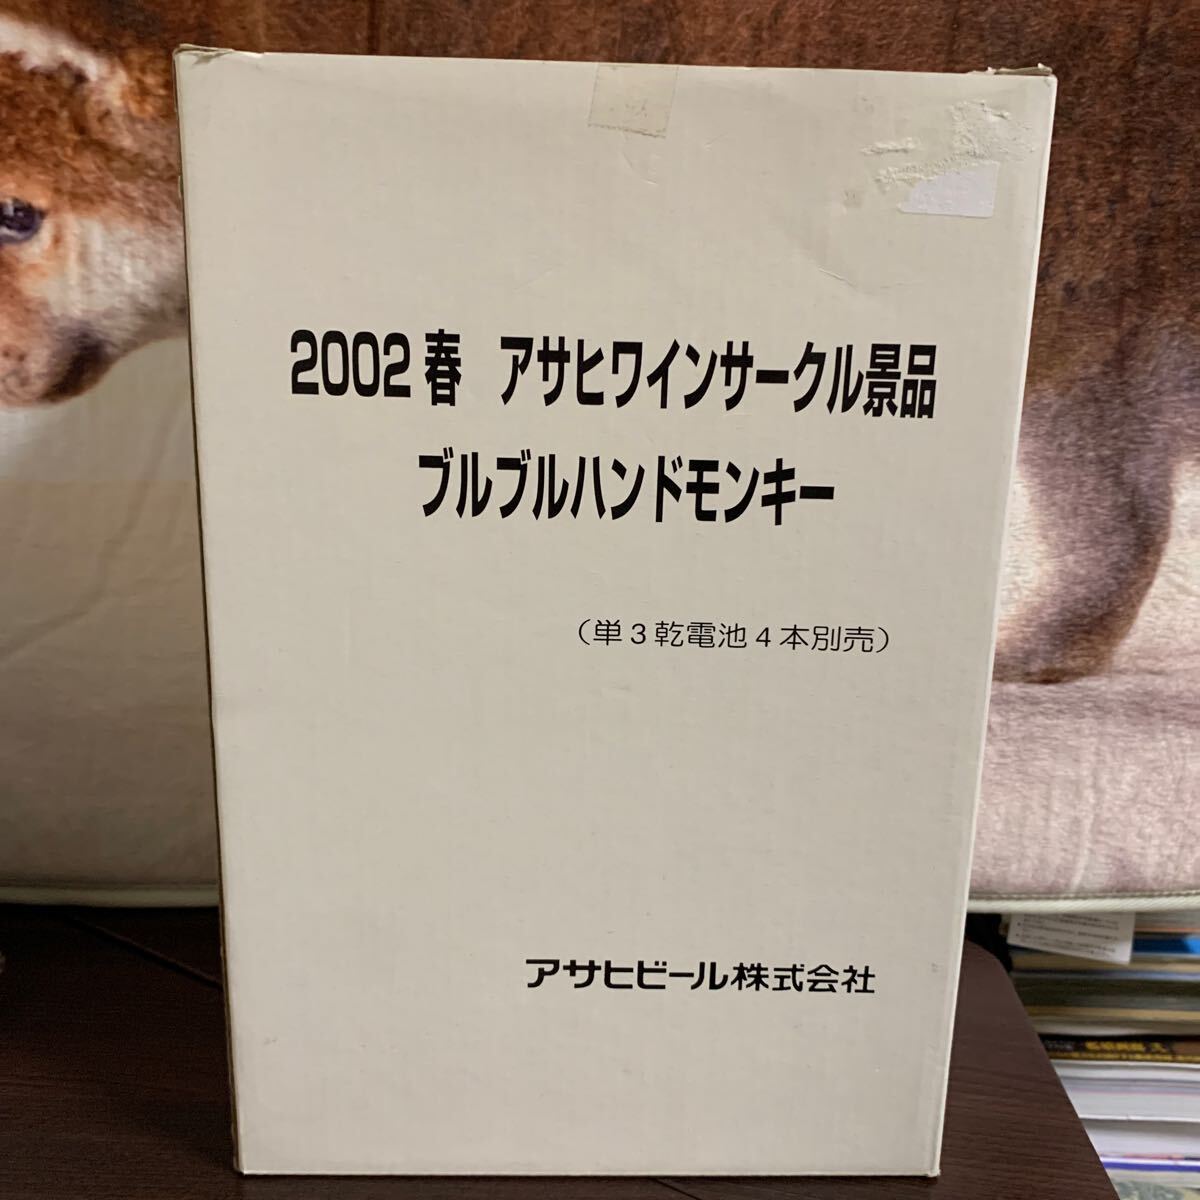 2002春 アサヒワインサークル景品
ブルブルハンドモンキー
（単3乾電池4本別売）
アサヒビール株式会社